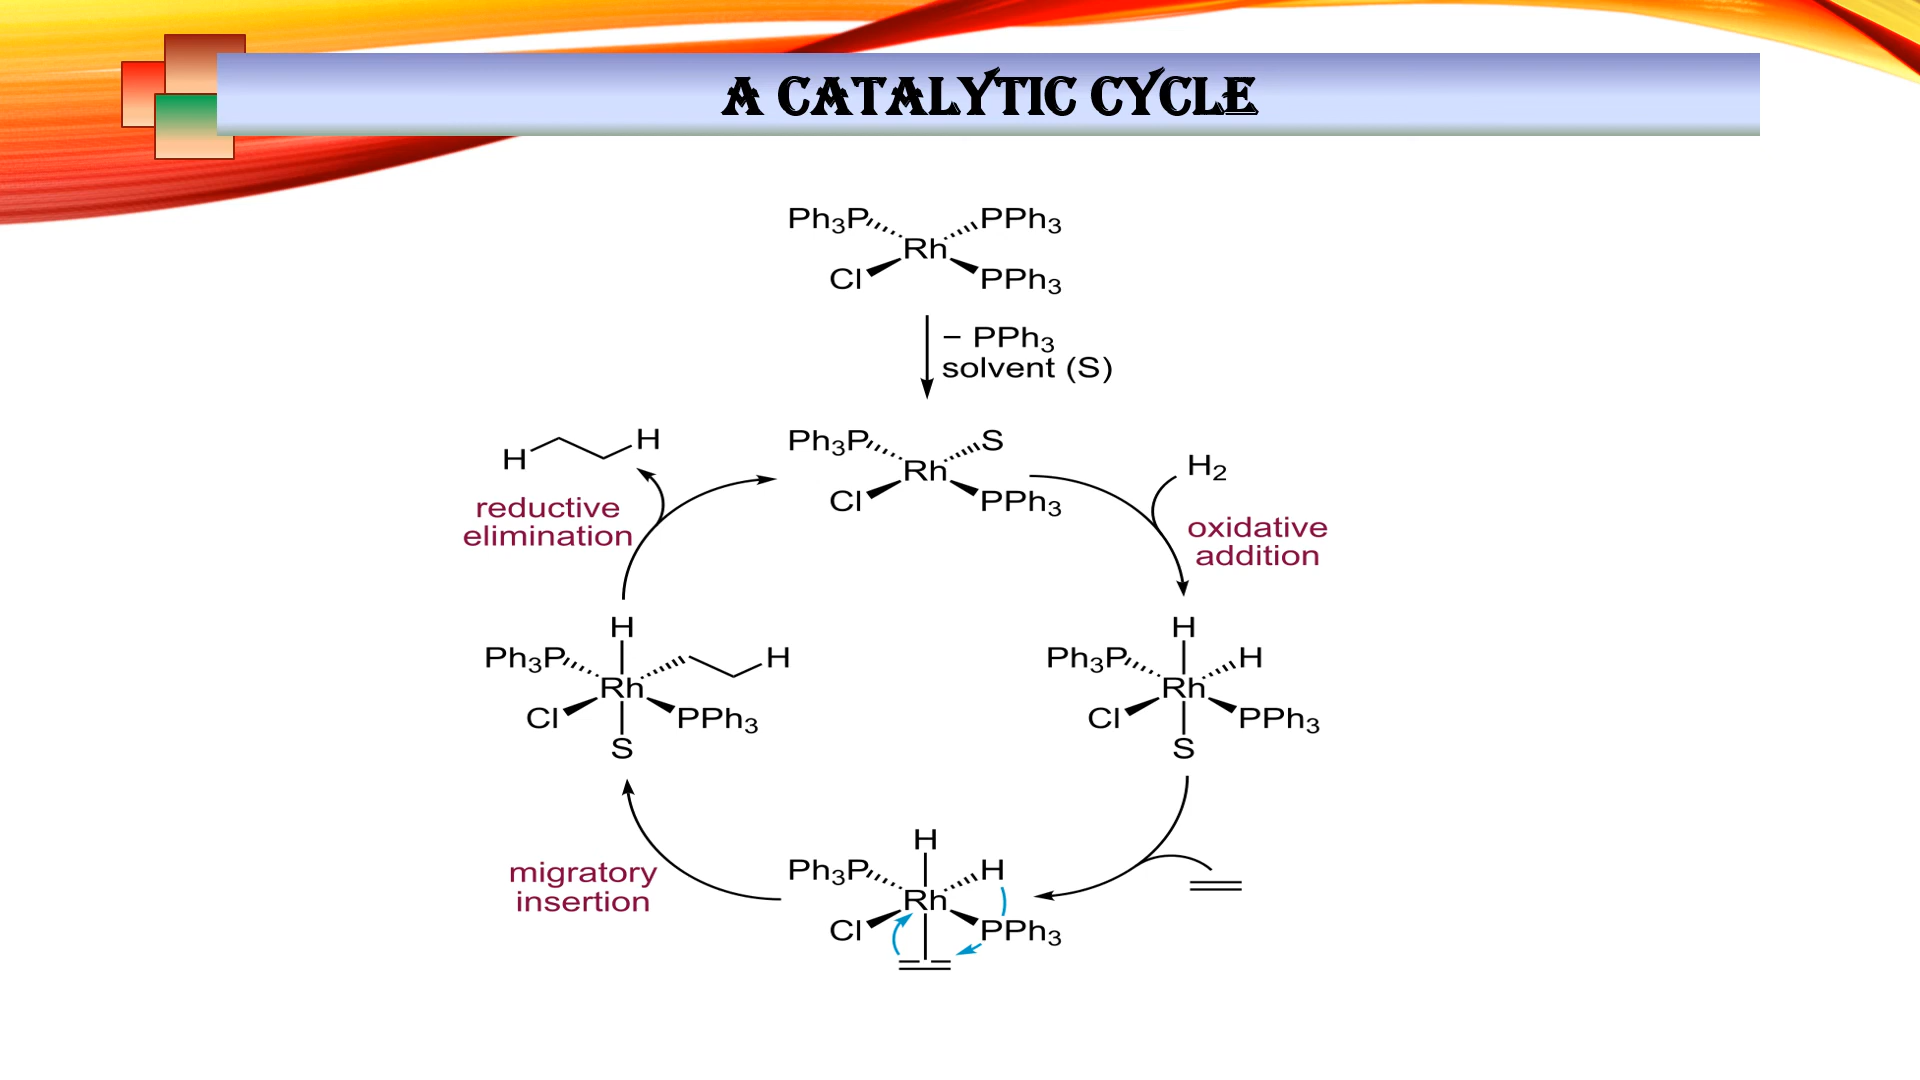 A CATALYTIC CYCLE
Ph3P PPh3
Rh
Cl PPh3
− PPh3
solvent (S)
Ph3P S
Rh
Cl PPh3
H H
reductive
elimination
H2
oxidative
addition
H
Ph3P H
Rh
Cl PPh3
S
H
Ph3P H
Rh
Cl PPh3
S
migratory
insertion
H
Ph3P H
Rh
Cl PPh3